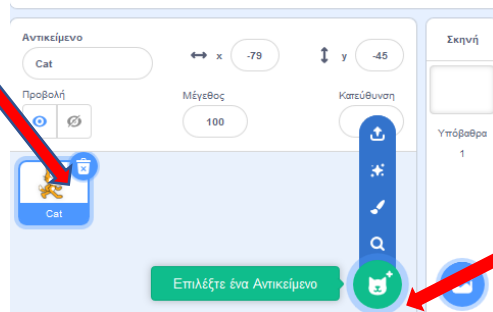 Αντικείμενο
Cat
x -79
y -45
Σκηνή
Προβολή
Μέγεθος
Κατεύθυνση
100
Υπόβαθρα
1
Cat
Επιλέξτε ένα Αντικείμενο